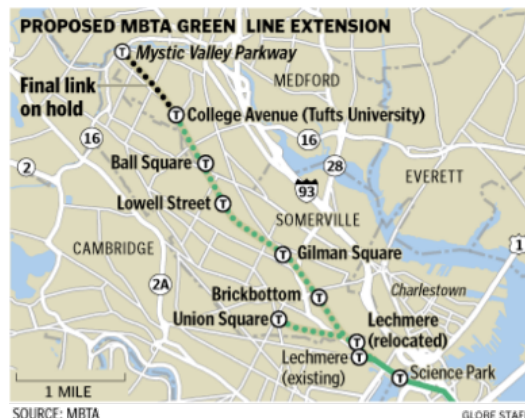 PROPOSED MBTA GREEN LINE EXTENSION
T Mystic Valley Parkway
MEDFORD
Final link
on hold
T College Avenue (Tufts University)
16
16
2
Ball Square T
28
EVERETT
93
Lowell Street T
SOMERVILLE
1
CAMBRIDGE
T Gilman Square
2A
Brickbottom T
Charlestown
Union Square T
Lechmere
T (relocated)
Lechmere T
(existing)
T Science Park
1 MILE
SOURCE: MBTA
GLOBE STAF